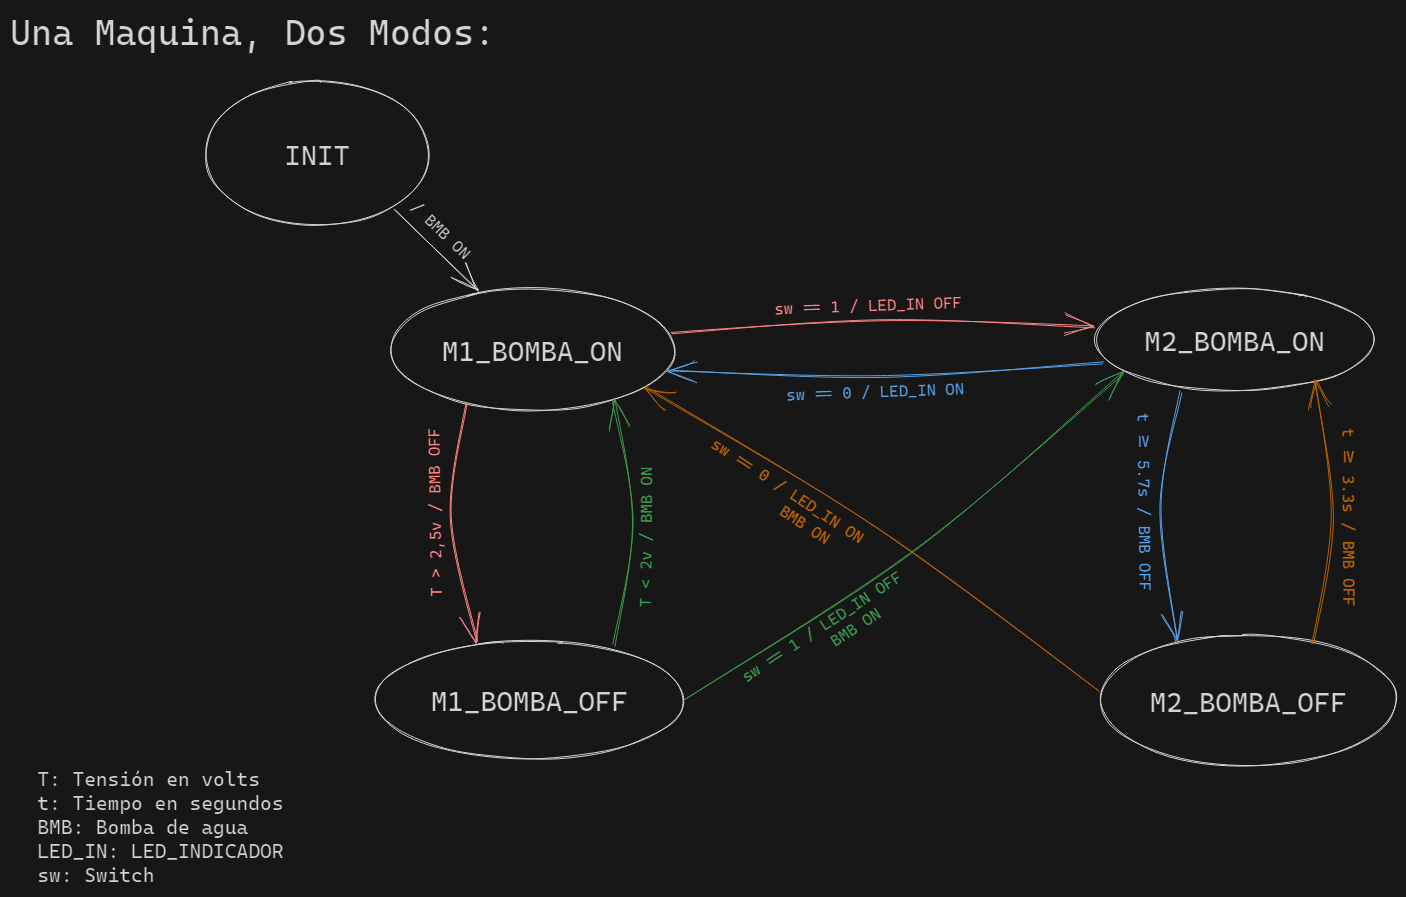 Una Maquina, Dos Modos:
INIT
/ BMB ON
M1_BOMBA_ON
sw == 1 / LED_IN OFF
M2_BOMBA_ON
sw == 0 / LED_IN ON
T > 2,5v / BMB OFF
T < 2v / BMB ON
sw == 0 / LED_IN ON
BMB ON
sw == 1 / LED_IN OFF
BMB ON
t ≥ 5.7s / BMB OFF
t ≥ 3.3s / BMB OFF
M1_BOMBA_OFF
M2_BOMBA_OFF
T: Tensión en volts
t: Tiempo en segundos
BMB: Bomba de agua
LED_IN: LED_INDICADOR
sw: Switch